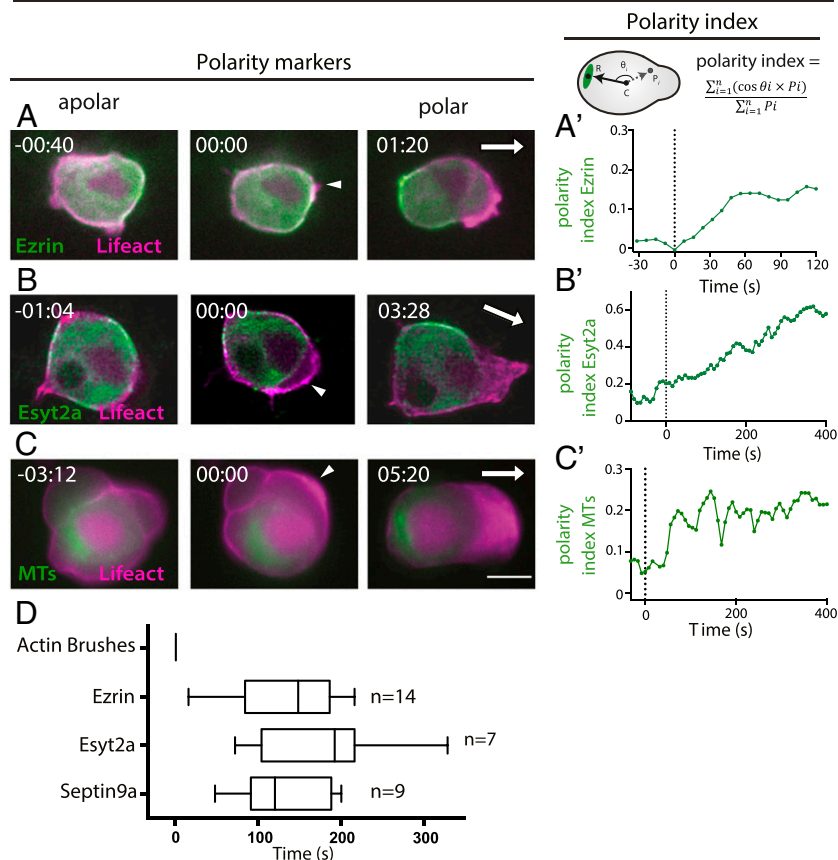 Polarity index
Polarity markers
apolar
polar
R
θi
Pi
C
polarity index =
∑ⁿᵢ₌₁(cos θi × Pi)
∑ⁿᵢ₌₁ Pi
A
-00:40
Ezrin Lifeact
00:00
01:20
A’
polarity
index Ezrin
0.3
0.15
0
-30 0 30 60 90 120
Time (s)
B
-01:04
Esyt2a Lifeact
00:00
03:28
B’
polarity
index Esyt2a
0.6
0.4
0.2
0
0 200 400
Time (s)
C
-03:12
MTs Lifeact
00:00
05:20
C’
polarity
index MTs
0.3
0.2
0.1
0
0 200 400
Time (s)
D
Actin Brushes
Ezrin
n=14
Esyt2a
n=7
Septin9a
n=9
0 100 200 300
Time (s)